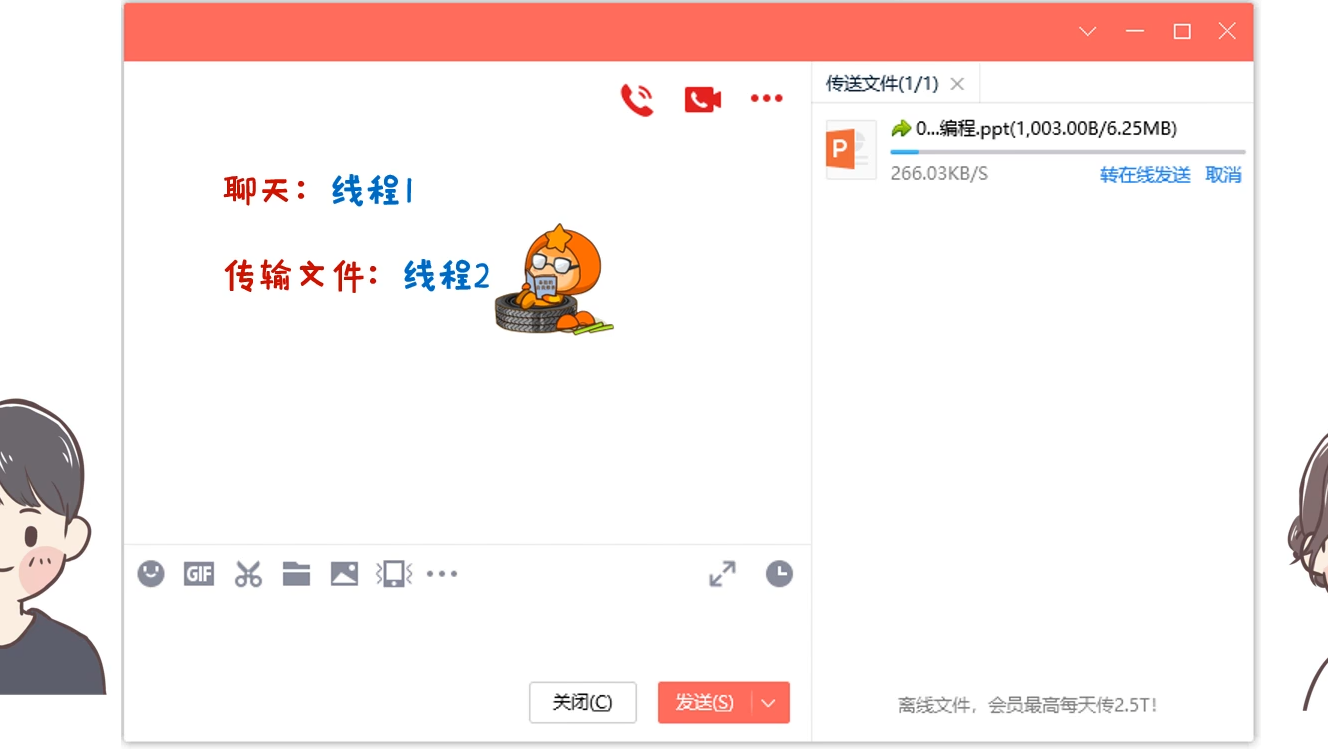 传送文件(1/1)
0...编程.ppt(1,003.00B/6.25MB)
P
266.03KB/S
转在线发送 取消
聊天：线程1
传输文件：线程2
GIF
关闭(C)
发送(S)
离线文件，会员最高每天传2.5T!